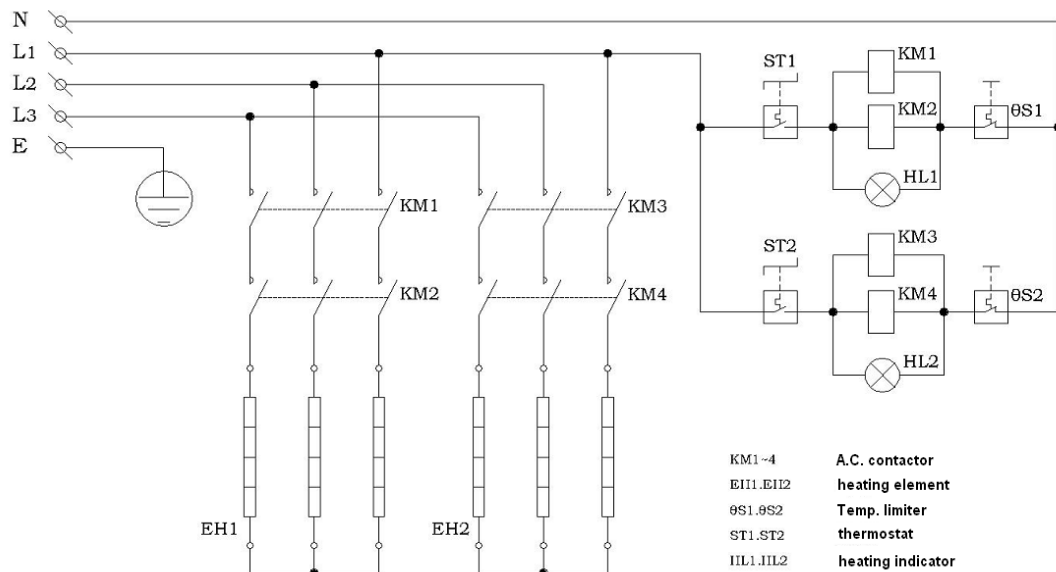 N
L1
L2
L3
E
KM1
KM2
KM3
KM4
EH1
EH2
ST1
KM1
KM2
HL1
θS1
ST2
KM3
KM4
HL2
θS2
KM1~4 A.C. contactor
EH1.EH2 heating element
θS1.θS2 Temp. limiter
ST1.ST2 thermostat
HL1.HL2 heating indicator